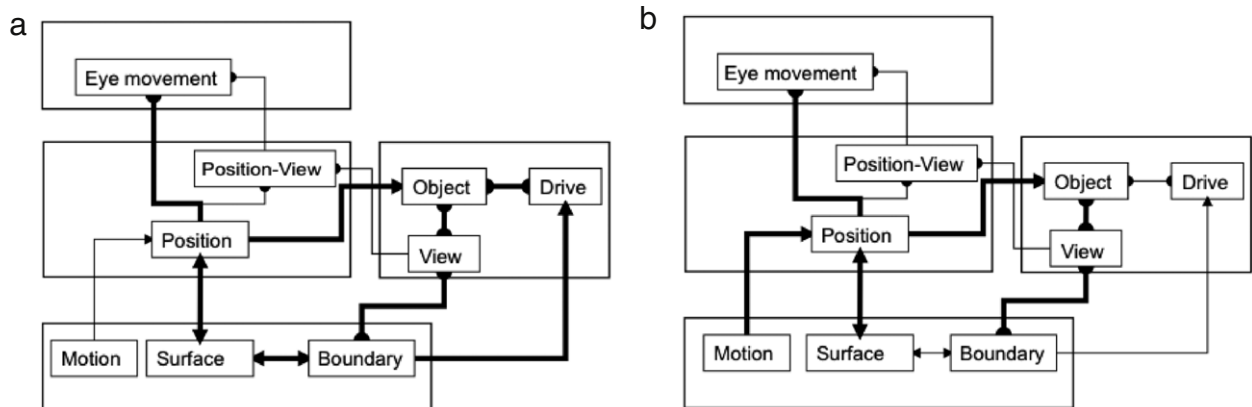 a
Eye movement
Position-View
Object
Drive
Position
View
Motion
Surface
Boundary
b
Eye movement
Position-View
Object
Drive
Position
View
Motion
Surface
Boundary